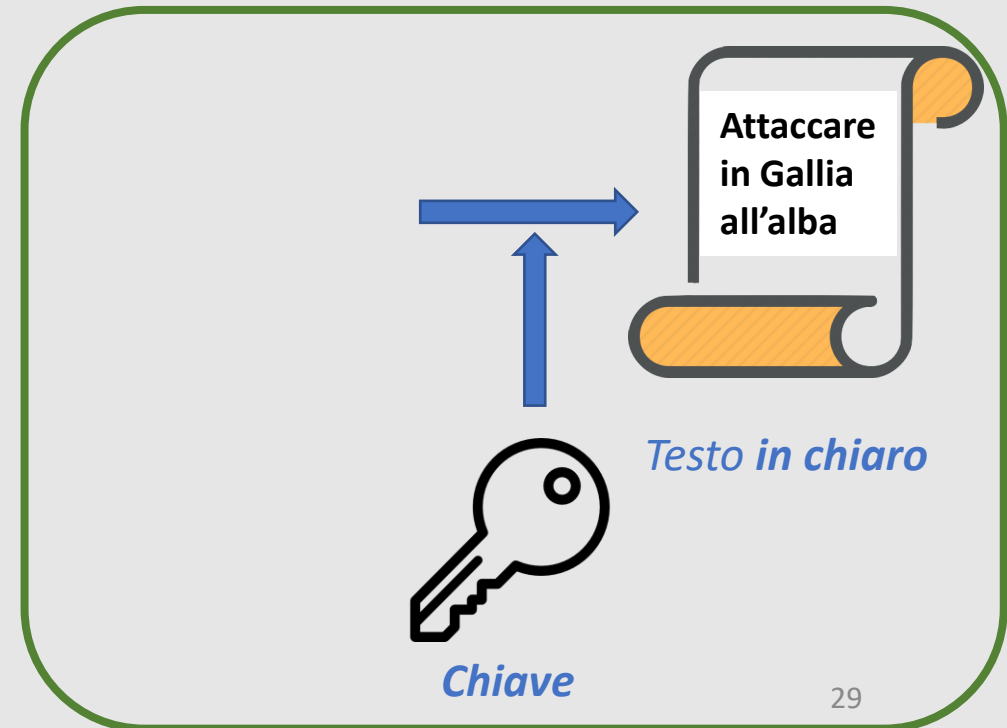 Attaccare
in Gallia
all’alba
Testo in chiaro
Chiave
29